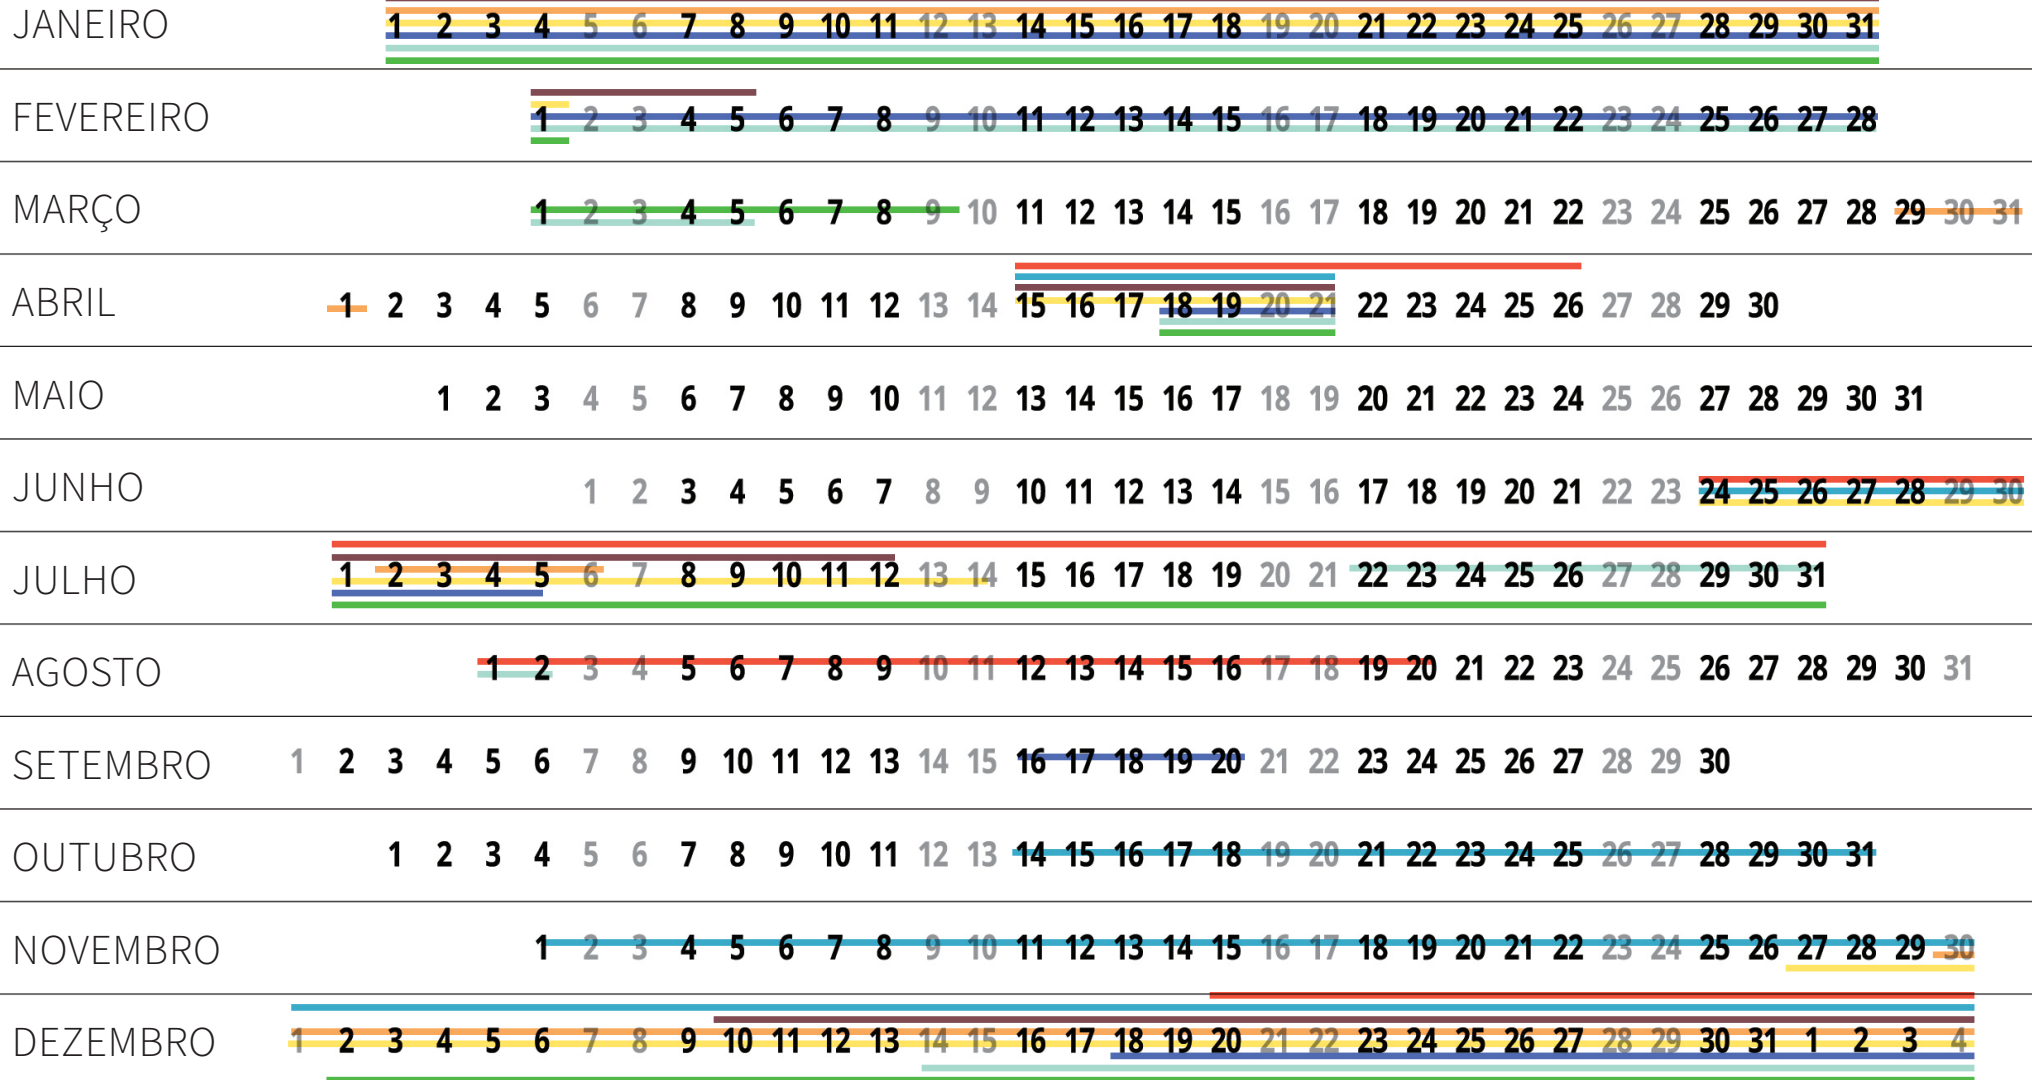 JANEIRO 1 2 3 4 5 6 7 8 9 10 11 12 13 14 15 16 17 18 19 20 21 22 23 24 25 26 27 28 29 30 31
FEVEREIRO 1 2 3 4 5 6 7 8 9 10 11 12 13 14 15 16 17 18 19 20 21 22 23 24 25 26 27 28
MARÇO 1 2 3 4 5 6 7 8 9 10 11 12 13 14 15 16 17 18 19 20 21 22 23 24 25 26 27 28 29 30 31
ABRIL 1 2 3 4 5 6 7 8 9 10 11 12 13 14 15 16 17 18 19 20 21 22 23 24 25 26 27 28 29 30
MAIO 1 2 3 4 5 6 7 8 9 10 11 12 13 14 15 16 17 18 19 20 21 22 23 24 25 26 27 28 29 30 31
JUNHO 1 2 3 4 5 6 7 8 9 10 11 12 13 14 15 16 17 18 19 20 21 22 23 24 25 26 27 28 29 30
JULHO 1 2 3 4 5 6 7 8 9 10 11 12 13 14 15 16 17 18 19 20 21 22 23 24 25 26 27 28 29 30 31
AGOSTO 1 2 3 4 5 6 7 8 9 10 11 12 13 14 15 16 17 18 19 20 21 22 23 24 25 26 27 28 29 30 31
SETEMBRO 1 2 3 4 5 6 7 8 9 10 11 12 13 14 15 16 17 18 19 20 21 22 23 24 25 26 27 28 29 30
OUTUBRO 1 2 3 4 5 6 7 8 9 10 11 12 13 14 15 16 17 18 19 20 21 22 23 24 25 26 27 28 29 30 31
NOVEMBRO 1 2 3 4 5 6 7 8 9 10 11 12 13 14 15 16 17 18 19 20 21 22 23 24 25 26 27 28 29 30
DEZEMBRO 1 2 3 4 5 6 7 8 9 10 11 12 13 14 15 16 17 18 19 20 21 22 23 24 25 26 27 28 29 30 31 1 2 3 4